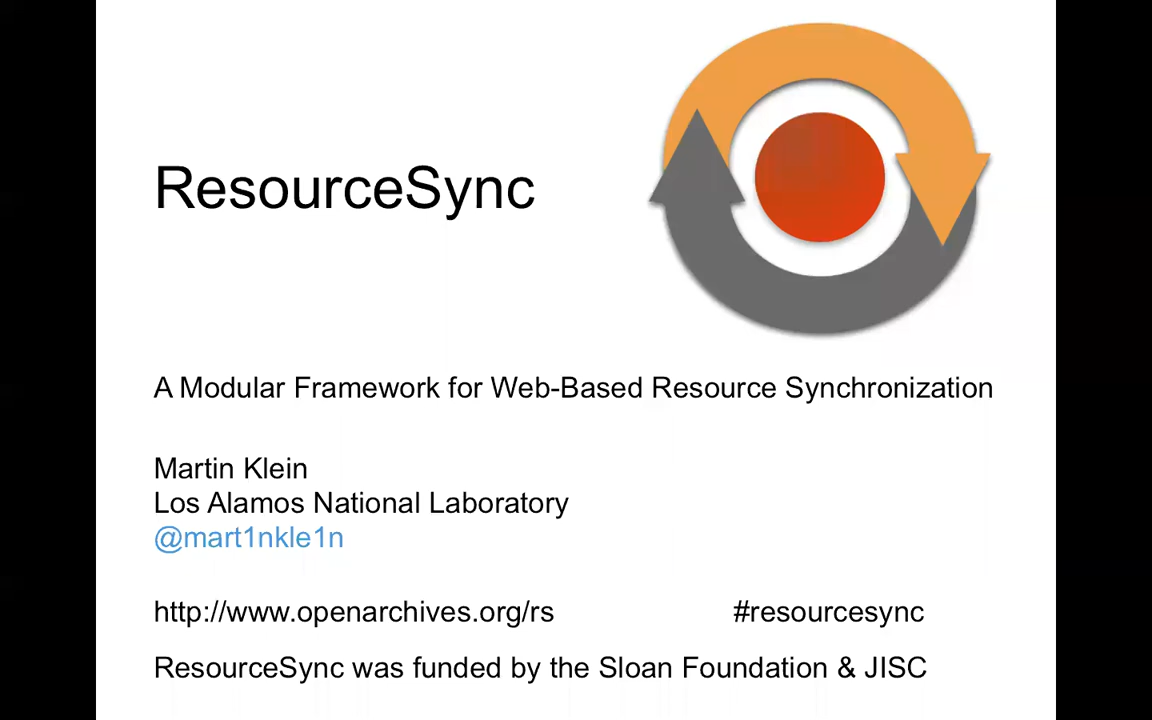 ResourceSync
A Modular Framework for Web-Based Resource Synchronization
Martin Klein
Los Alamos National Laboratory
@mart1nkle1n
http://www.openarchives.org/rs #resourcesync
ResourceSync was funded by the Sloan Foundation & JISC